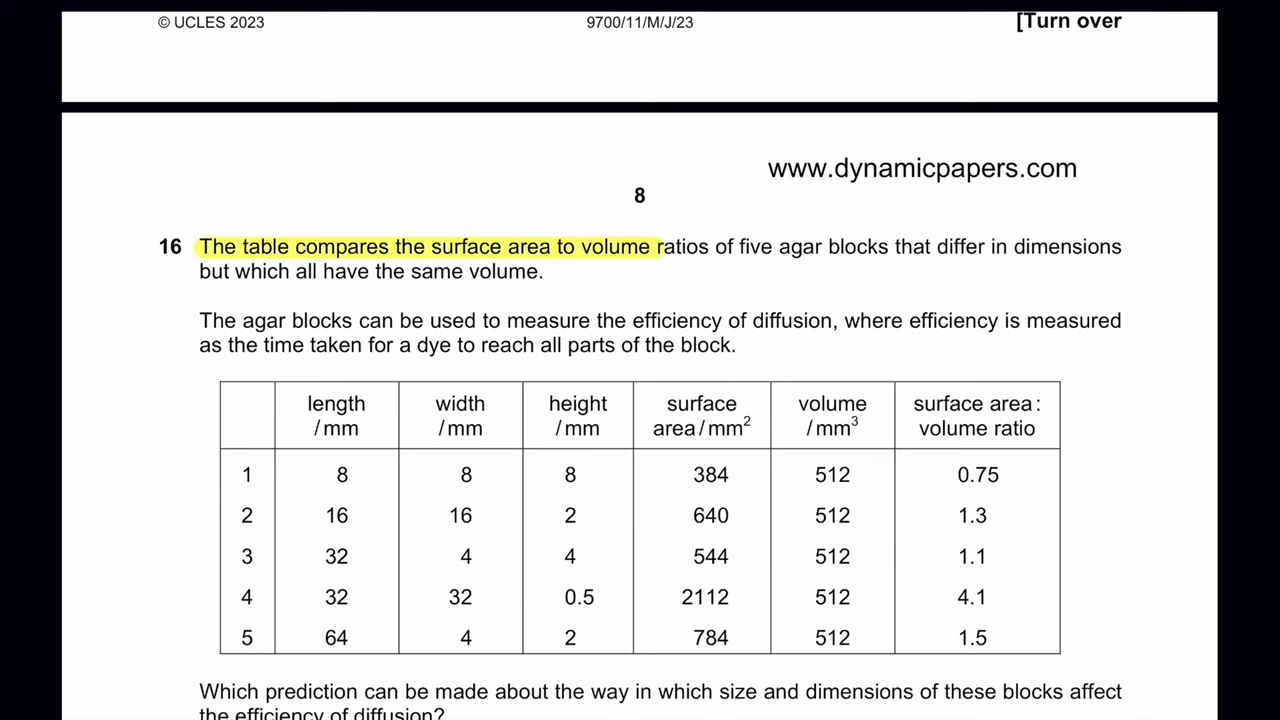 © UCLES 2023 9700/11/M/J/23 [Turn over
www.dynamicpapers.com
8
16 The table compares the surface area to volume ratios of five agar blocks that differ in dimensions
but which all have the same volume.
The agar blocks can be used to measure the efficiency of diffusion, where efficiency is measured
as the time taken for a dye to reach all parts of the block.
length width height surface volume surface area:
/mm /mm /mm area/mm² /mm³ volume ratio
1 8 8 8 384 512 0.75
2 16 16 2 640 512 1.3
3 32 4 4 544 512 1.1
4 32 32 0.5 2112 512 4.1
5 64 4 2 784 512 1.5
Which prediction can be made about the way in which size and dimensions of these blocks affect
the efficiency of diffusion?